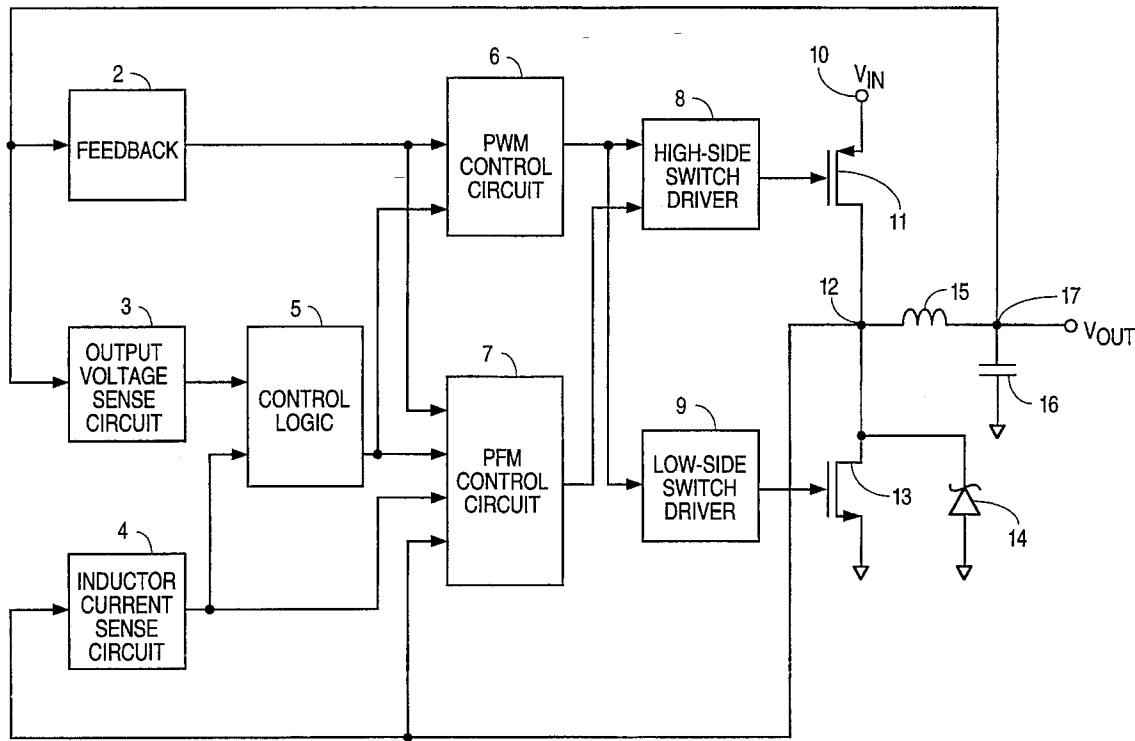 6
10
V_IN
2
8
FEEDBACK
PWM
CONTROL
CIRCUIT
HIGH-SIDE
SWITCH
DRIVER
11
3
5
12
15
17
OUTPUT
VOLTAGE
SENSE
CIRCUIT
CONTROL
LOGIC
7
V_OUT
16
9
PFM
CONTROL
CIRCUIT
LOW-SIDE
SWITCH
DRIVER
13
14
4
INDUCTOR
CURRENT
SENSE
CIRCUIT